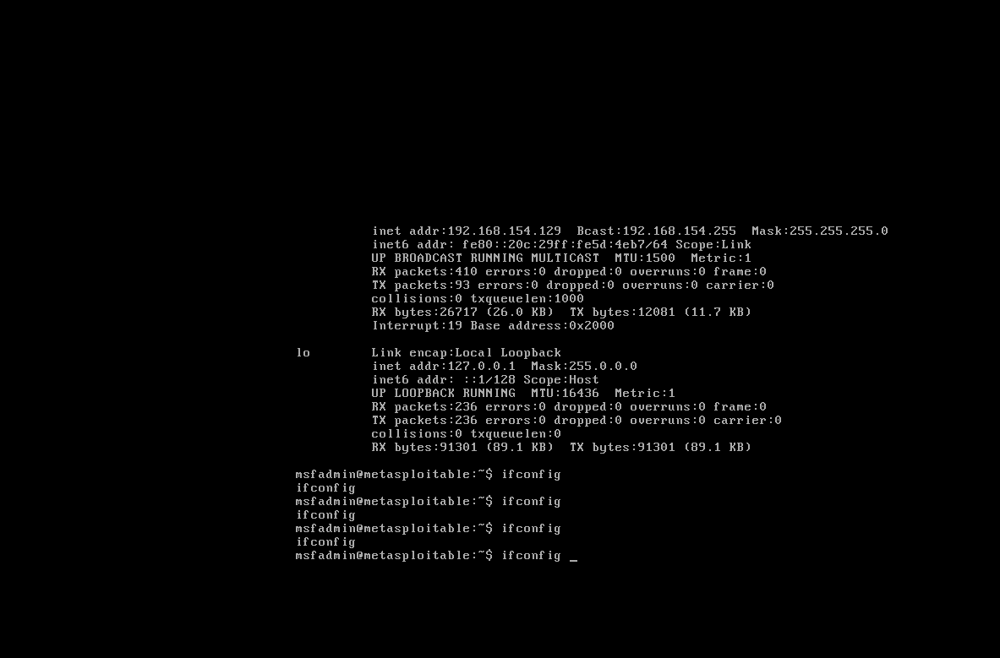 inet addr:192.168.154.129  Bcast:192.168.154.255  Mask:255.255.255.0
inet6 addr: fe80::20c:29ff:fe5d:4eb7/64 Scope:Link
UP BROADCAST RUNNING MULTICAST  MTU:1500  Metric:1
RX packets:410 errors:0 dropped:0 overruns:0 frame:0
TX packets:93 errors:0 dropped:0 overruns:0 carrier:0
collisions:0 txqueuelen:1000
RX bytes:26717 (26.0 KB)  TX bytes:12081 (11.7 KB)
Interrupt:19 Base address:0x2000
lo        Link encap:Local Loopback
inet addr:127.0.0.1  Mask:255.0.0.0
inet6 addr: ::1/128 Scope:Host
UP LOOPBACK RUNNING  MTU:16436  Metric:1
RX packets:236 errors:0 dropped:0 overruns:0 frame:0
TX packets:236 errors:0 dropped:0 overruns:0 carrier:0
collisions:0 txqueuelen:0
RX bytes:91301 (89.1 KB)  TX bytes:91301 (89.1 KB)
msfadmin@metasploitable:~$ ifconfig
ifconfig
msfadmin@metasploitable:~$ ifconfig
ifconfig
msfadmin@metasploitable:~$ ifconfig
ifconfig
msfadmin@metasploitable:~$ ifconfig _